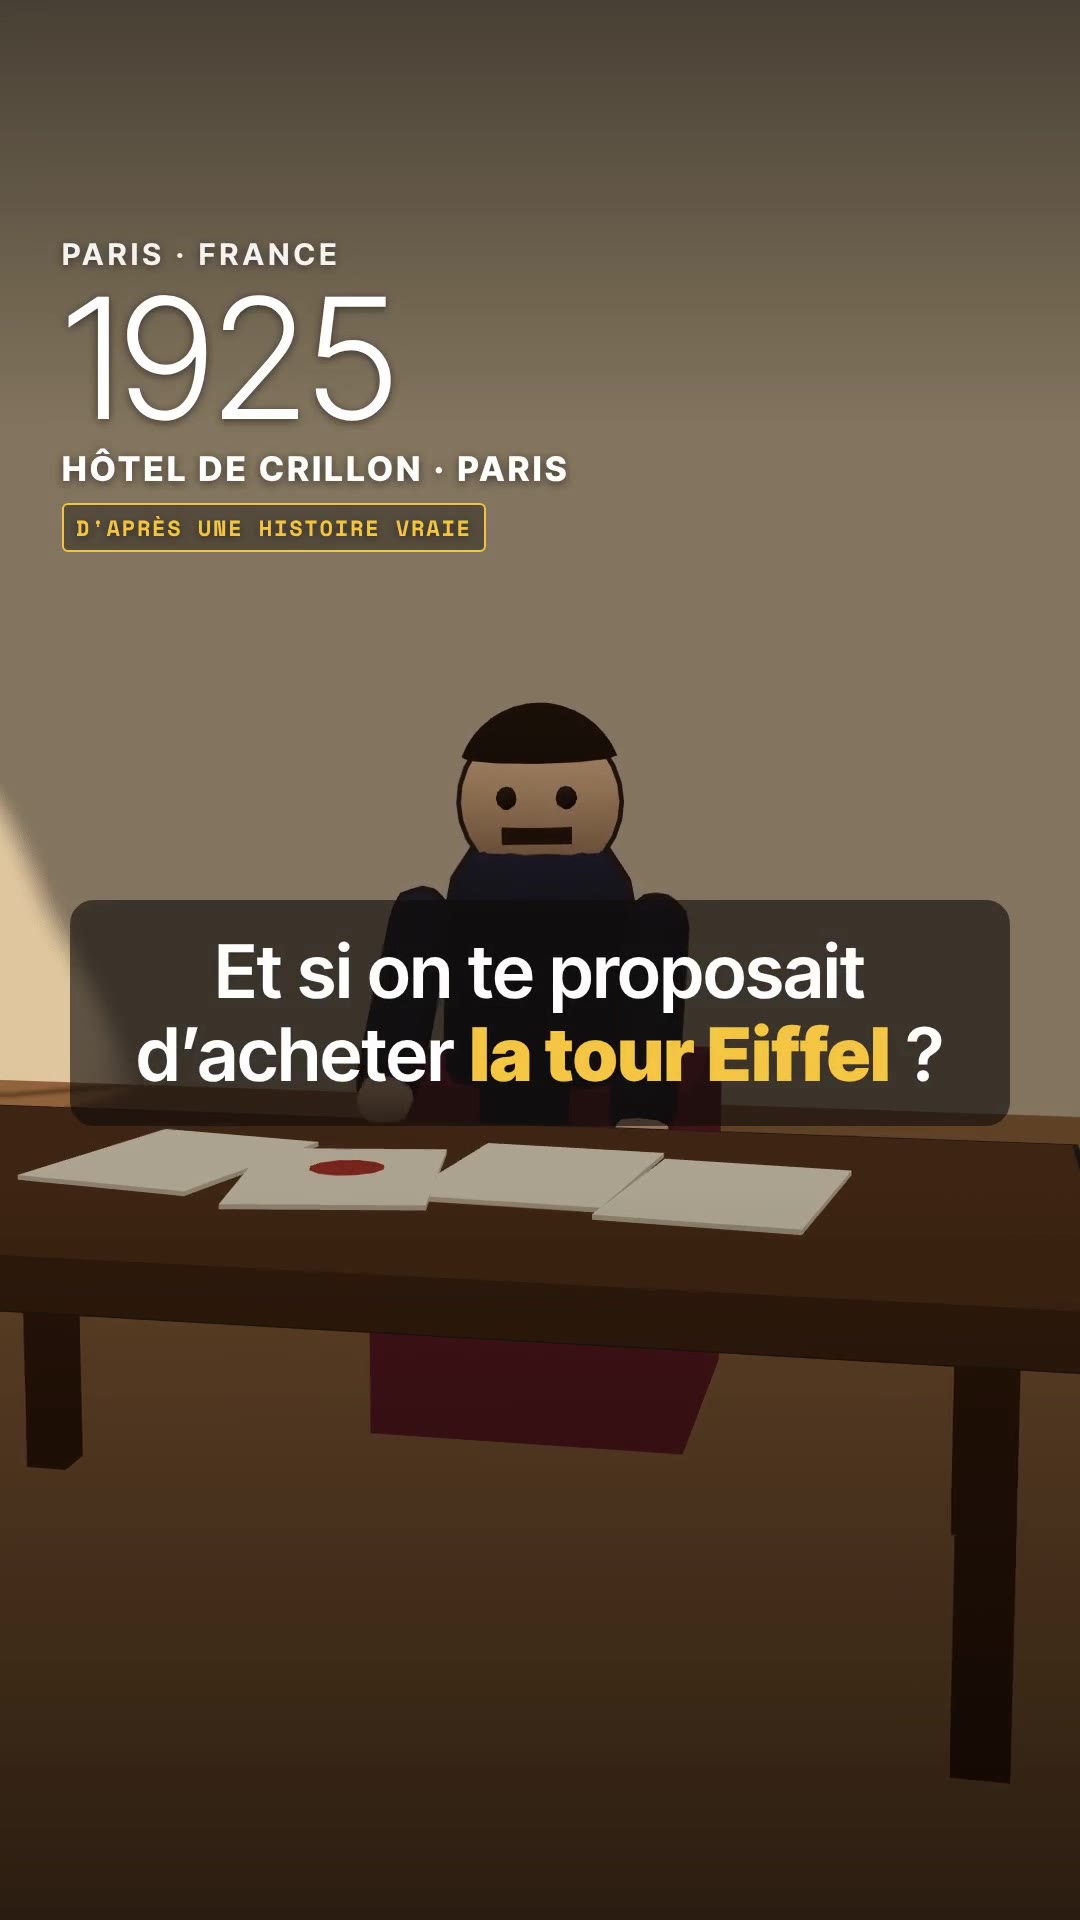 PARIS · FRANCE
1925
HÔTEL DE CRILLON · PARIS
D'APRÈS UNE HISTOIRE VRAIE
Et si on te proposait
d’acheter la tour Eiffel ?